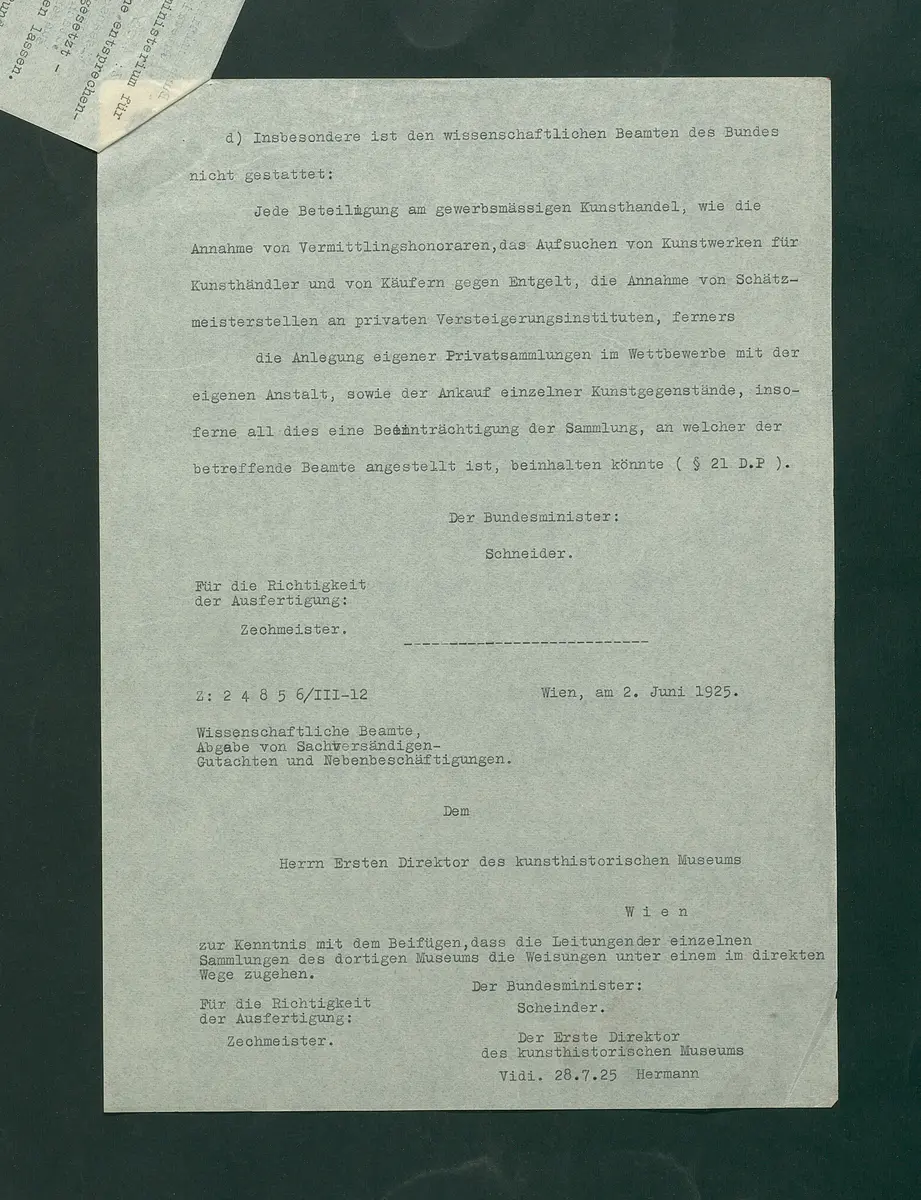 ministerium für
ne entsprechen-
gesetzt -
en lassen.
d) Insbesondere ist den wissenschaftlichen Beamten des Bundes
nicht gestattet:
Jede Beteiligung am gewerbsmässigen Kunsthandel, wie die
Annahme von Vermittlingshonoraren,das Aufsuchen von Kunstwerken für
Kunsthändler und von Käufern gegen Entgelt, die Annahme von Schätz-
meisterstellen an privaten Versteigerungsinstituten, ferners
die Anlegung eigener Privatsammlungen im Wettbewerbe mit der
eigenen Anstalt, sowie der Ankauf einzelner Kunstgegenstände, inso-
ferne all dies eine Beeinträchtigung der Sammlung, an welcher der
betreffende Beamte angestellt ist, beinhalten könnte ( § 21 D.P ).
Der Bundesminister:
Schneider.
Für die Richtigkeit
der Ausfertigung:
Zechmeister.
---------------------------
Z: 2 4 8 5 6/III-12 Wien, am 2. Juni 1925.
Wissenschaftliche Beamte,
Abgabe von Sachversändigen-
Gutachten und Nebenbeschäftigungen.
Dem
Herrn Ersten Direktor des kunsthistorischen Museums
W i e n
zur Kenntnis mit dem Beifügen,dass die Leitungender einzelnen
Sammlungen des dortigen Museums die Weisungen unter einem im direkten
Wege zugehen.
Der Bundesminister:
Für die Richtigkeit
der Ausfertigung:
Scheinder.
Zechmeister.
Der Erste Direktor
des kunsthistorischen Museums
Vidi. 28.7.25 Hermann